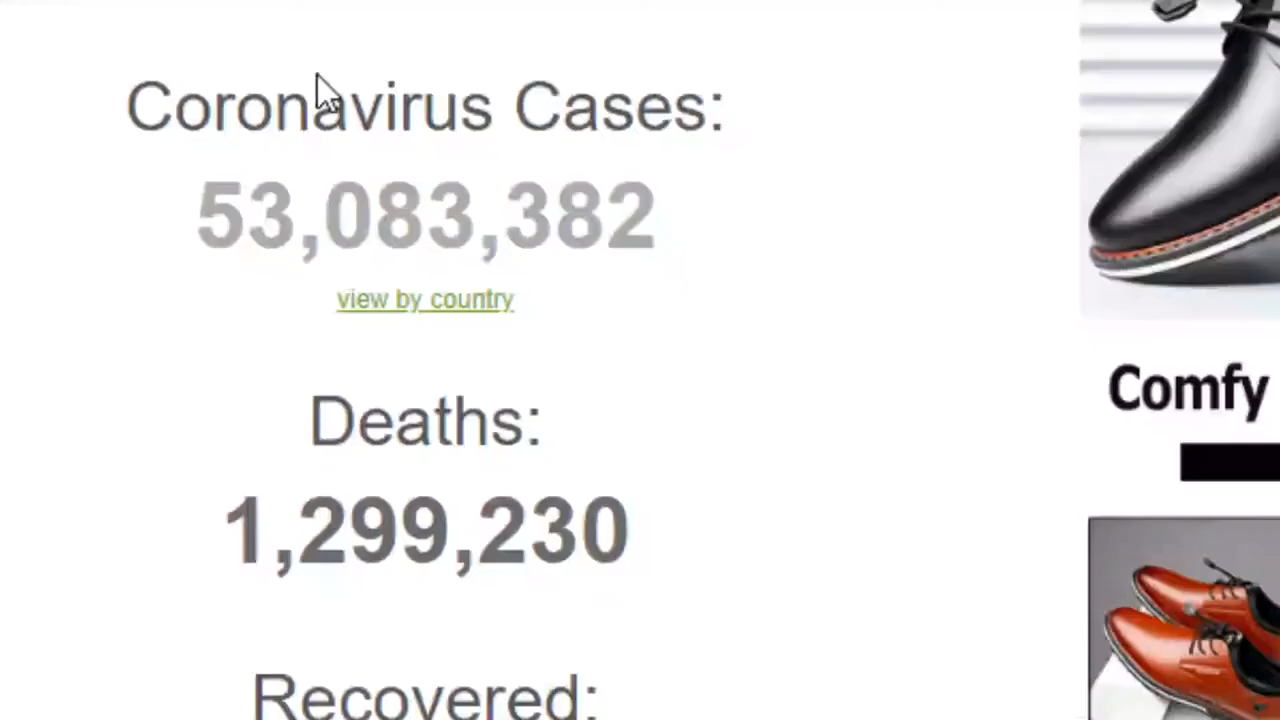 Coronavirus Cases:
53,083,382
view by country
Deaths:
1,299,230
Recovered:
Comfy